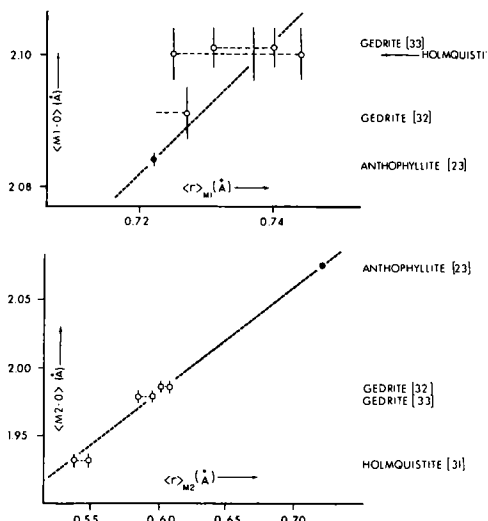 GEDRITE [33]
HOLMQUISTIT
2.10
<M1-O> (Å)
GEDRITE [32]
ANTHOPHYLLITE [23]
2.08
<r>M1 (Å)
0.72
0.74
ANTHOPHYLLITE [23]
2.05
<M2-O> (Å)
2.00
GEDRITE [32]
GEDRITE [33]
1.95
HOLMQUISTITE [31]
<r>M2 (Å)
0.55
0.60
0.65
0.70